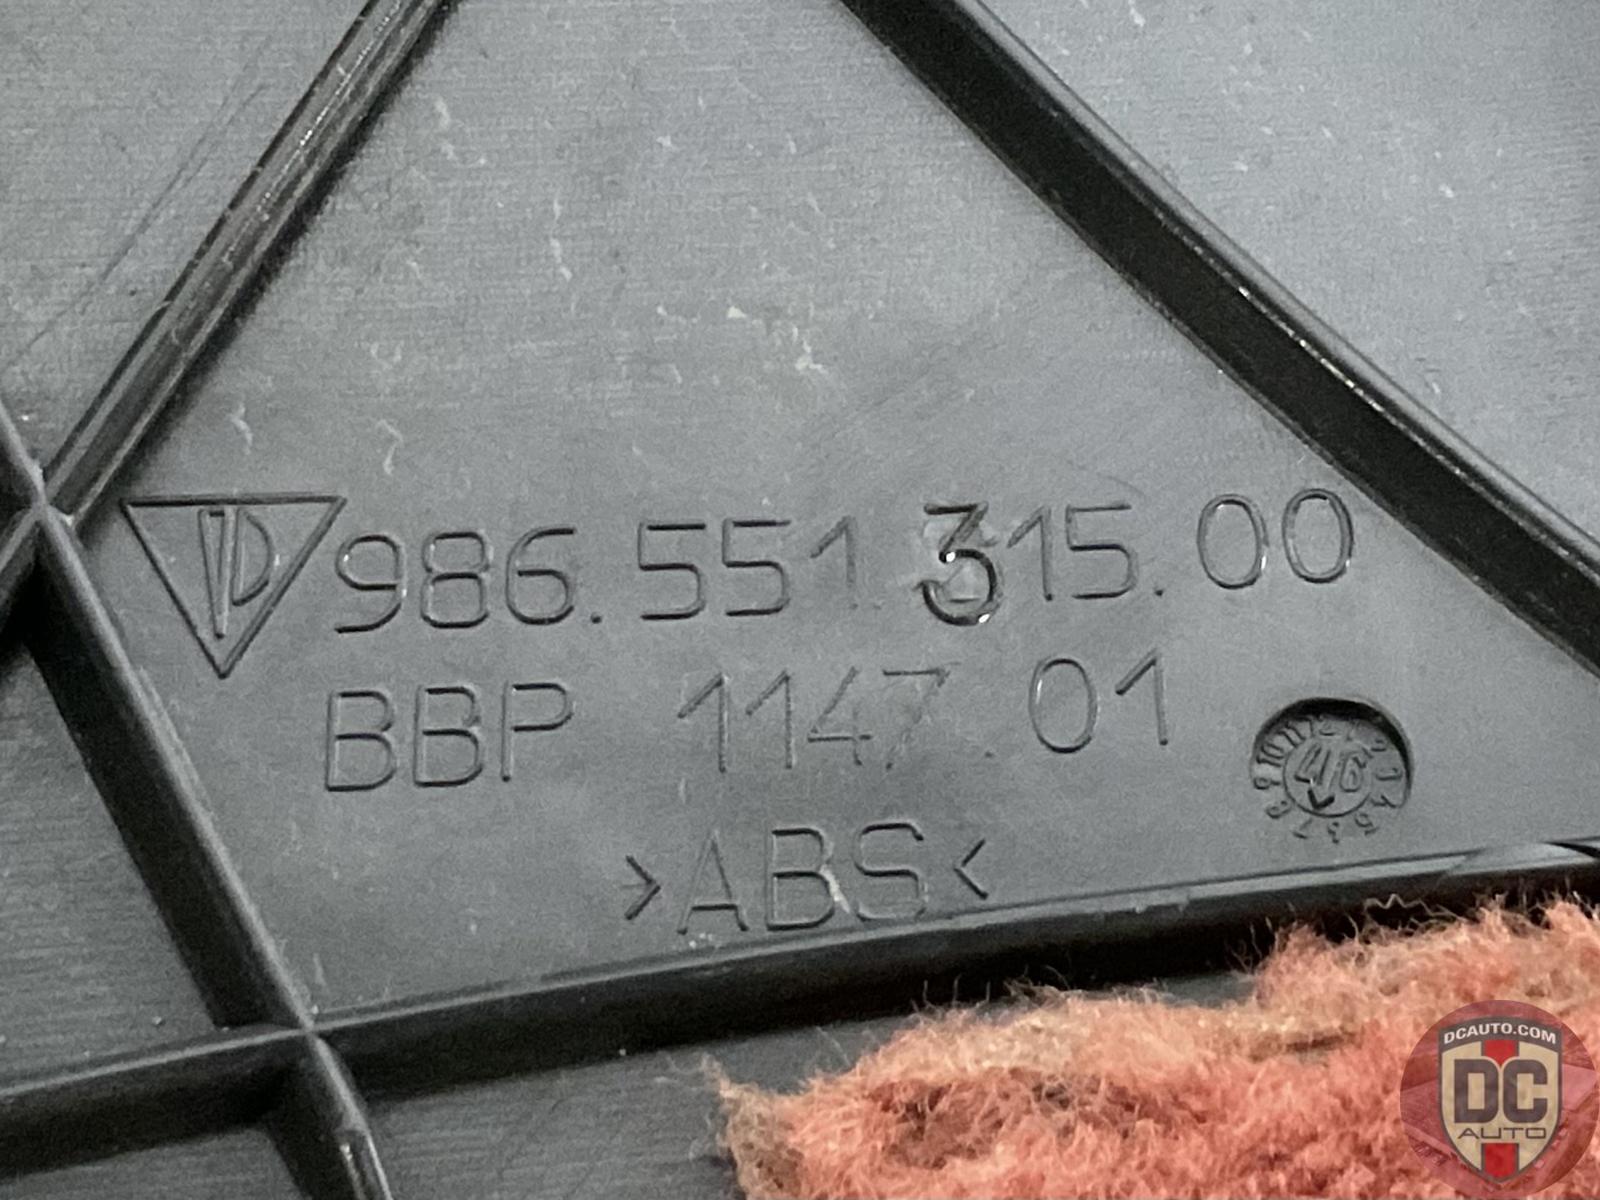 986.551.315.00
BBP 1147.01
>ABS<
DCAUTO.COM
DC
AUTO